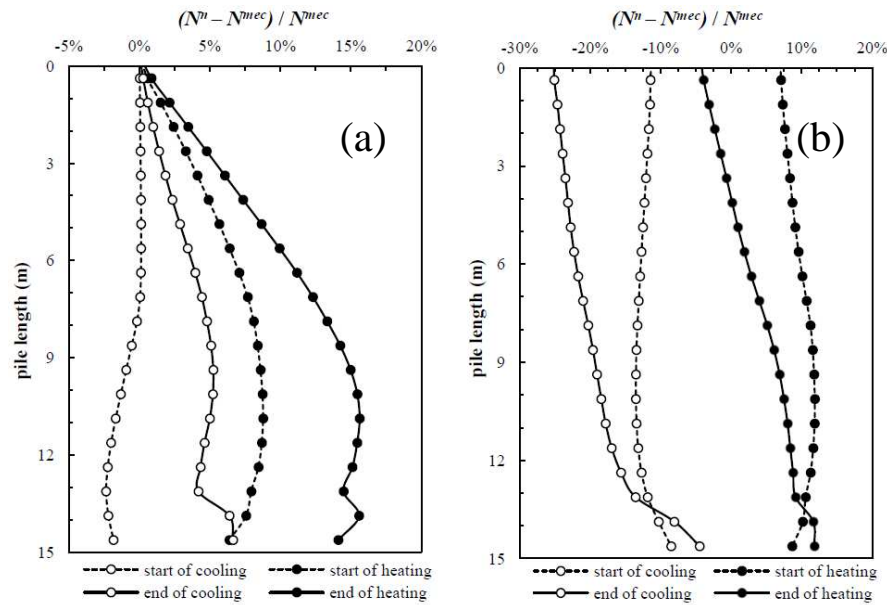 (Nⁿ – Nᵐᵉᶜ) / Nᵐᵉᶜ
-5% 0% 5% 10% 15% 20%
0
3
6
9
12
15
pile length (m)
(a)
start of cooling start of heating
end of cooling end of heating
(Nⁿ – Nᵐᵉᶜ) / Nᵐᵉᶜ
-30% -20% -10% 0% 10% 20%
0
3
6
9
12
15
pile length (m)
(b)
start of cooling start of heating
end of cooling end of heating